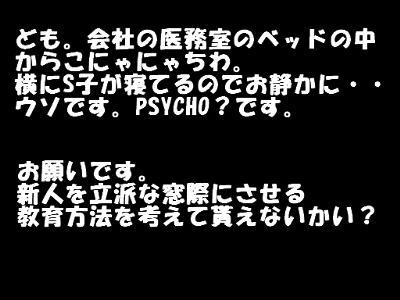 ども。会社の医務室のベッドの中
からこにゃにゃちわ。
横にS子が寝てるのでお静かに・・
ウソです。PSYCHO？です。
お願いです。
新人を立派な窓際にさせる
教育方法を考えて貰えないかい？